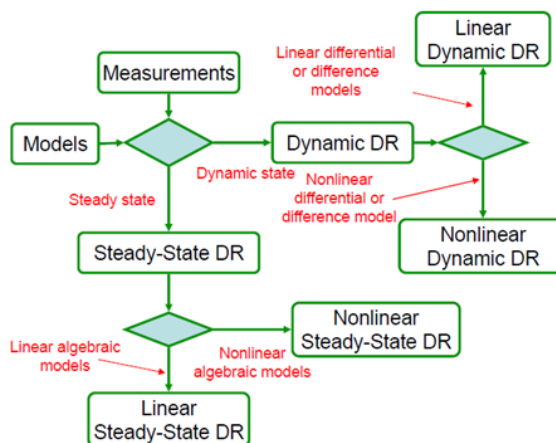 Linear
Dynamic DR
Linear differential
or difference
models
Measurements
Models
Dynamic DR
Dynamic state
Steady state
Nonlinear
differential or
difference model
Nonlinear
Dynamic DR
Steady-State DR
Nonlinear
Steady-State DR
Linear algebraic
models
Nonlinear
algebraic models
Linear
Steady-State DR